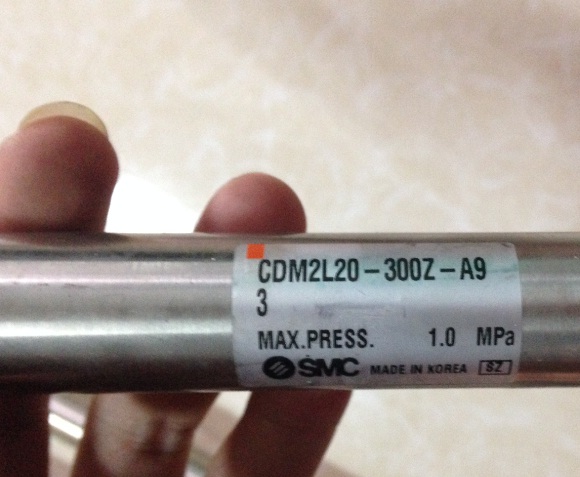 CDM2L20-300Z-A9
3
MAX.PRESS. 1.0 MPa
SMC MADE IN KOREA SZ